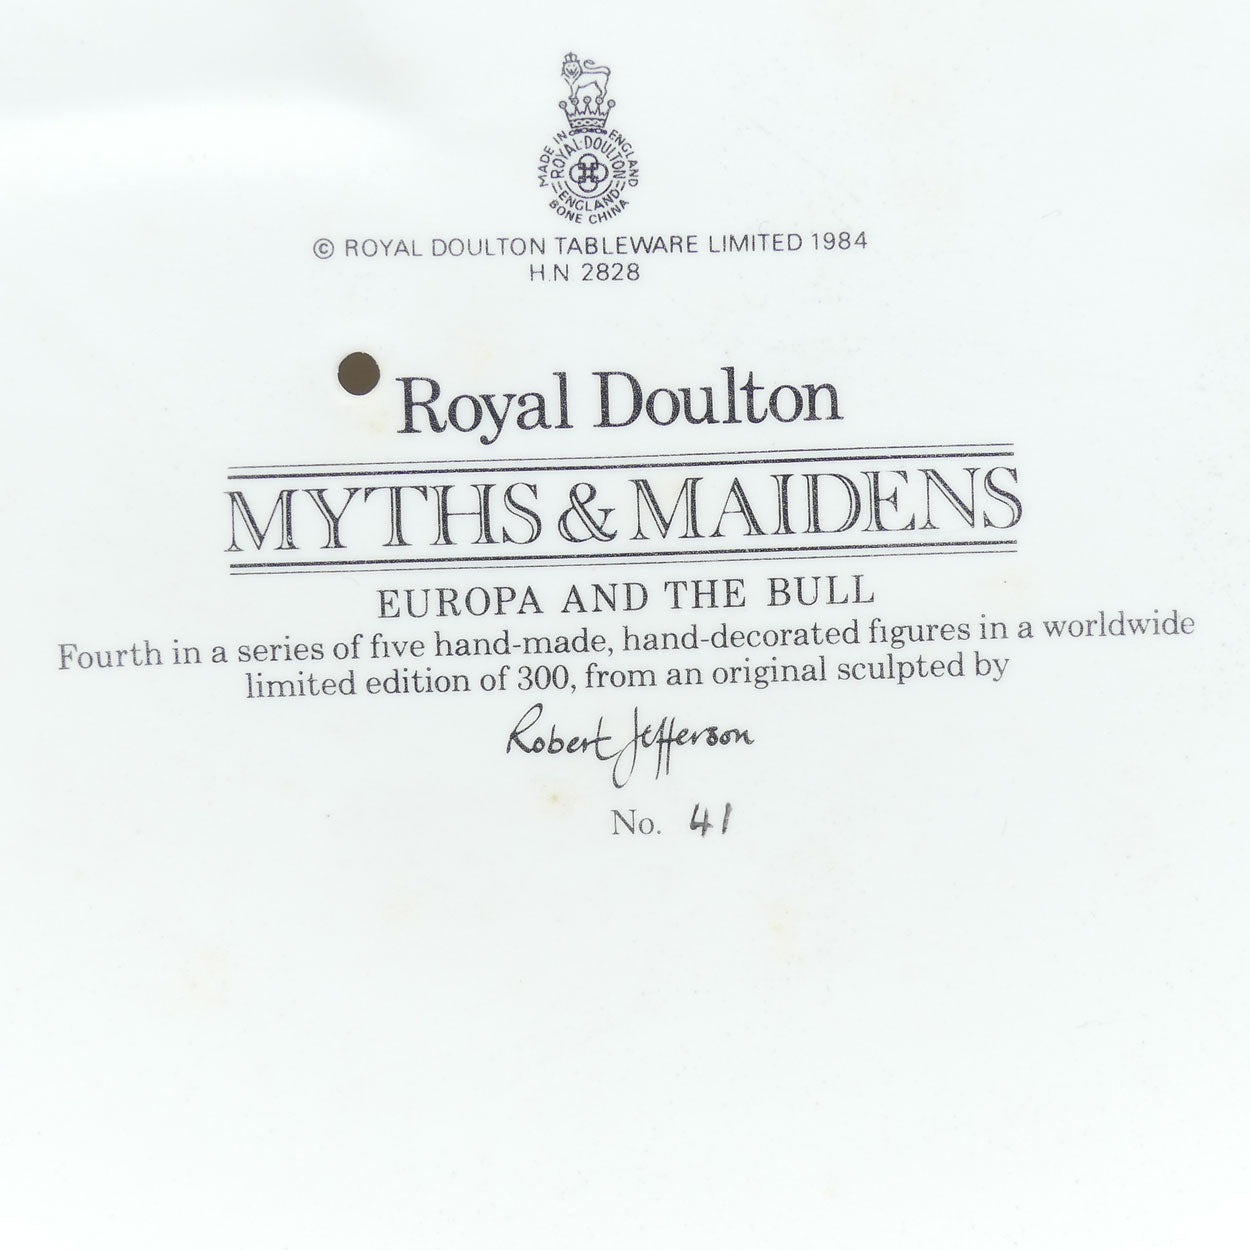 MADE IN ENGLAND
ROYAL·DOULTON
ENGLAND
BONE CHINA
© ROYAL DOULTON TABLEWARE LIMITED 1984
H.N 2828
Royal Doulton
MYTHS & MAIDENS
EUROPA AND THE BULL
Fourth in a series of five hand-made, hand-decorated figures in a worldwide
limited edition of 300, from an original sculpted by
Robert Jefferson
No. 41